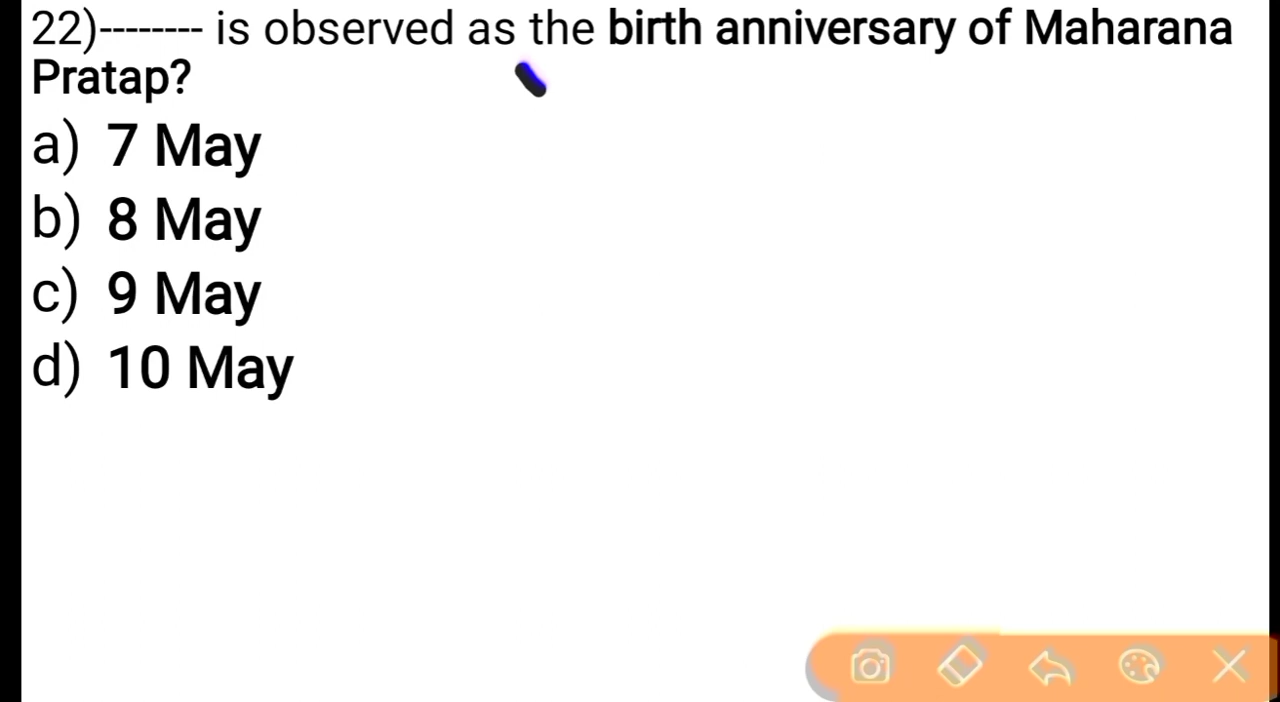 22)-------- is observed as the birth anniversary of Maharana
Pratap?
a) 7 May
b) 8 May
c) 9 May
d) 10 May